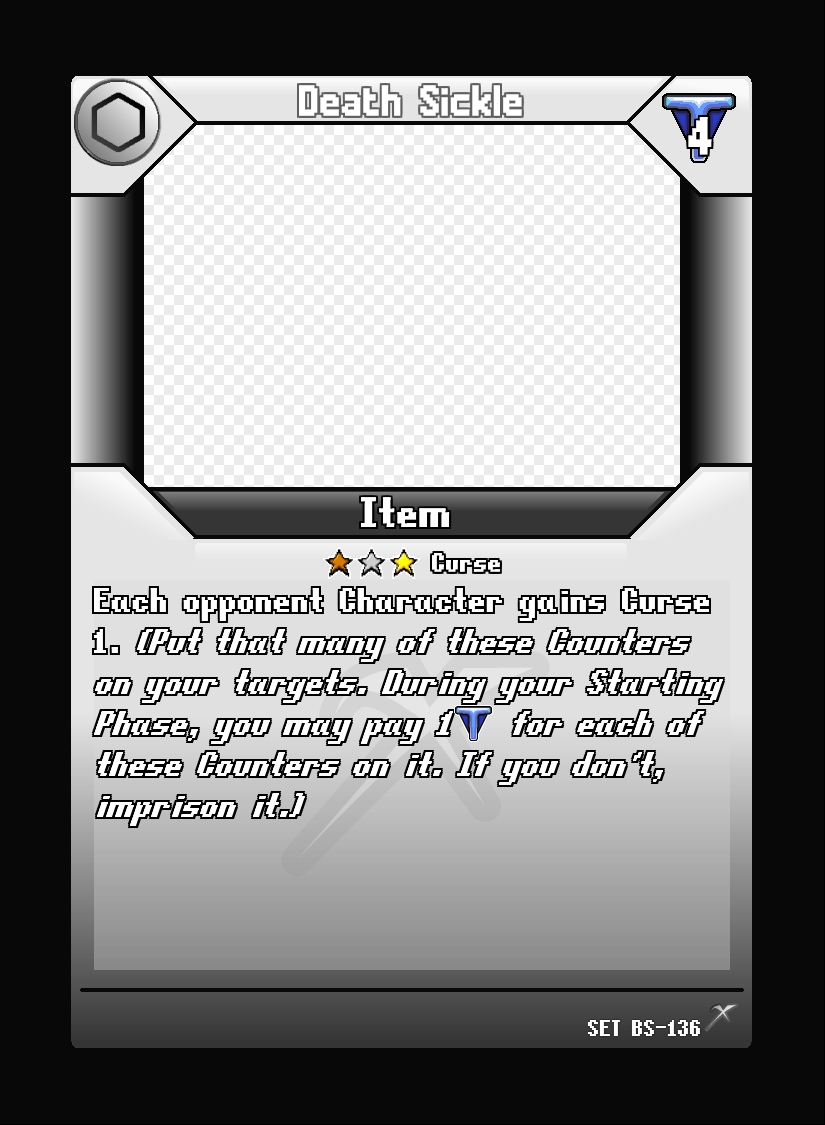 Death Sickle
4
Item
Curse
Each opponent Character gains Curse
1. (Put that many of these Counters
on your targets. During your Starting
Phase, you may pay 1 for each of
these Counters on it. If you don't,
imprison it.)
SET BS-136